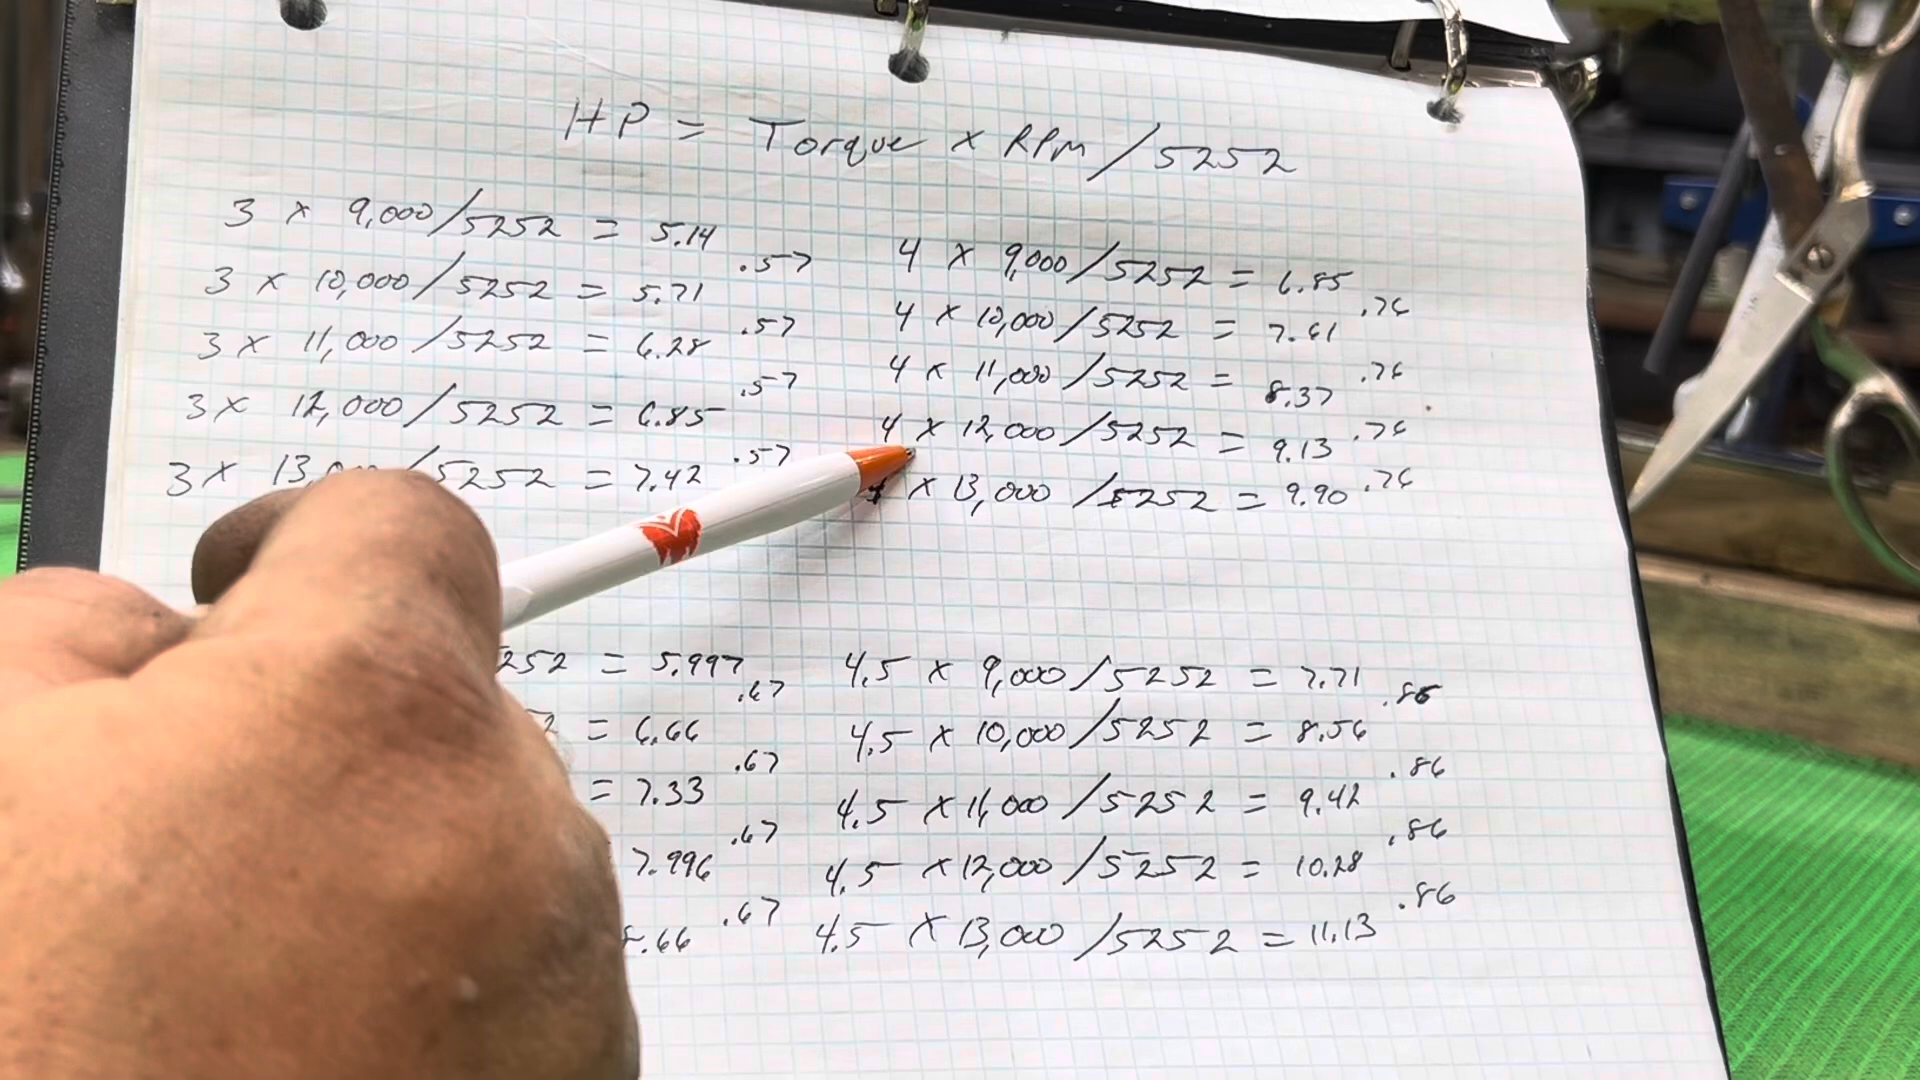 HP = Torque x RPM / 5252
3 x 9,000 / 5252 = 5.14
.57
3 x 10,000 / 5252 = 5.71
.57
3 x 11,000 / 5252 = 6.28
.57
3 x 12,000 / 5252 = 6.85
.57
3 x 13, / 5252 = 7.42
4 x 9,000 / 5252 = 6.85
.76
4 x 10,000 / 5252 = 7.61
.76
4 x 11,000 / 5252 = 8.37
.76
4 x 12,000 / 5252 = 9.13
.76
x 13,000 / 5252 = 9.90
252 = 5.997
.67
2 = 6.66
.67
= 7.33
.67
7.996
.67
8.66
4.5 x 9,000 / 5252 = 7.71
.86
4.5 x 10,000 / 5252 = 8.56
.86
4.5 x 11,000 / 5252 = 9.42
.86
4.5 x 12,000 / 5252 = 10.28
.86
4.5 x 13,000 / 5252 = 11.13